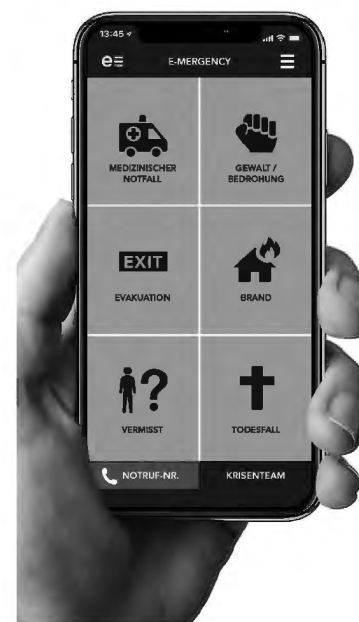 13:45
e
E-MERGENCY
MEDIZINISCHER
NOTFALL
GEWALT /
BEDROHUNG
EXIT
EVAKUATION
BRAND
?
VERMISST
TODESFALL
NOTRUF-NR.
KRISENTEAM